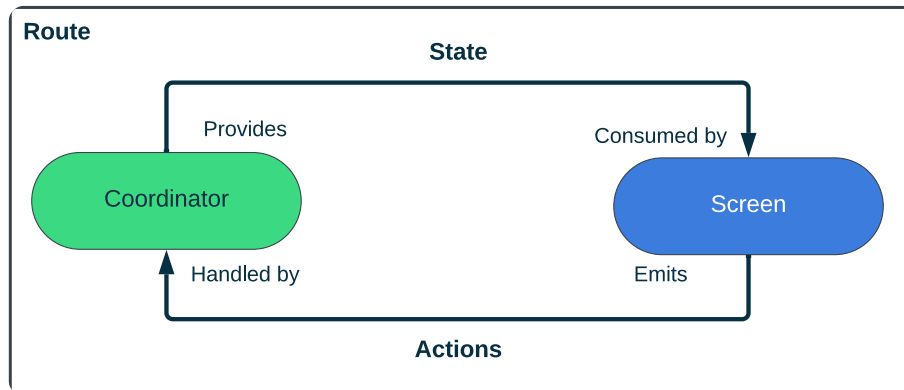 Route
State
Provides
Consumed by
Coordinator
Screen
Handled by
Emits
Actions